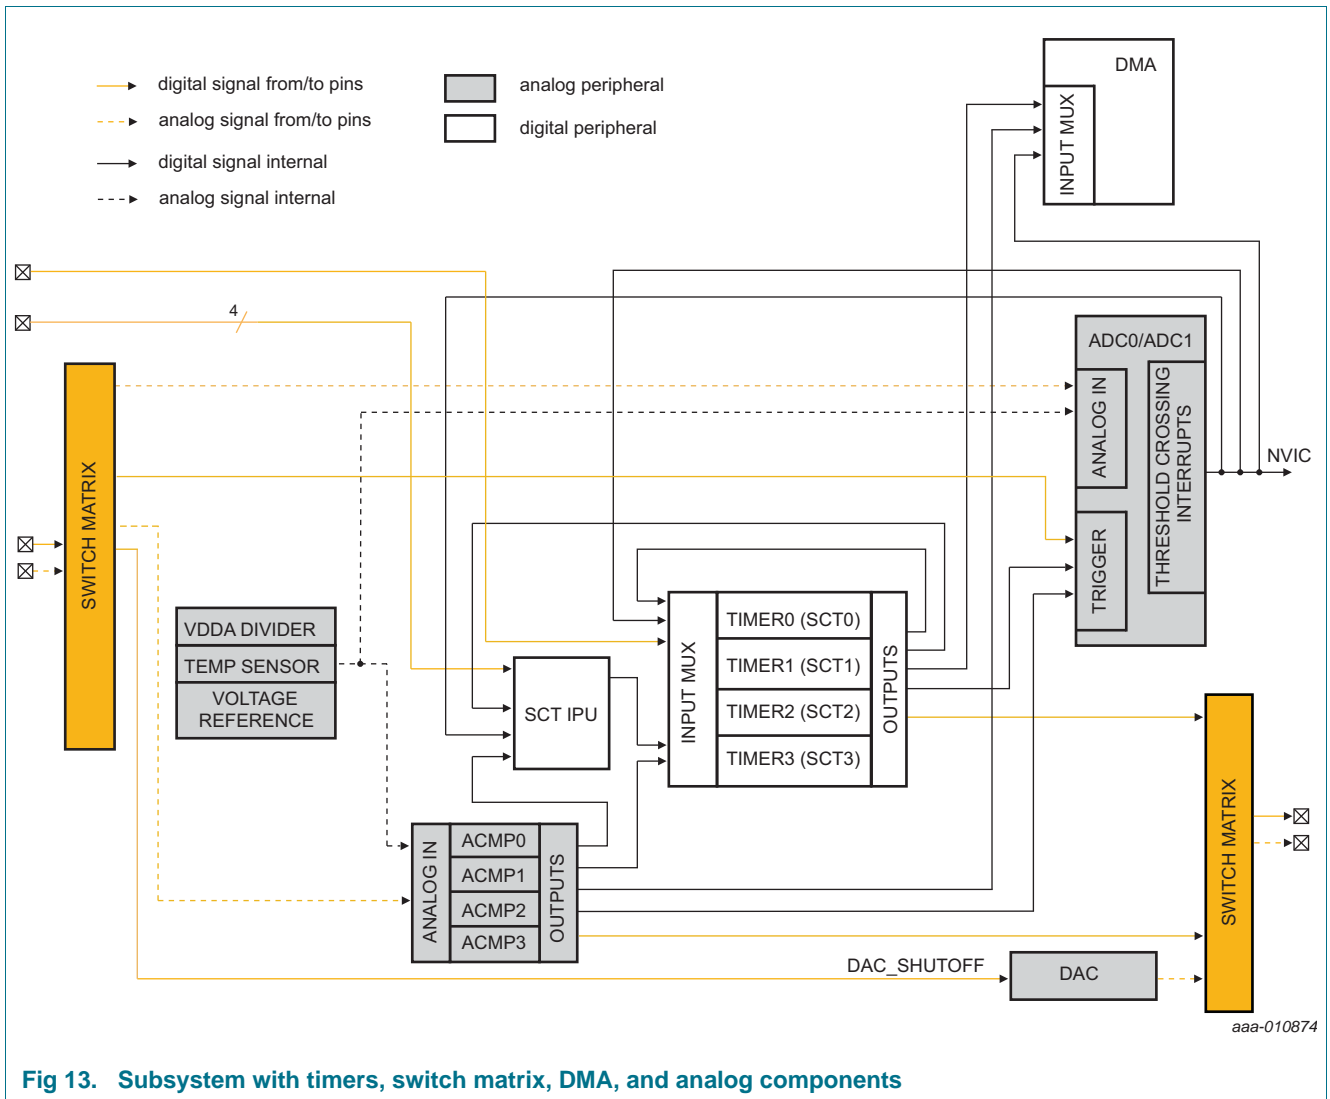 digital signal from/to pins
analog signal from/to pins
digital signal internal
analog signal internal
analog peripheral
digital peripheral
DMA
INPUT MUX
4
ADC0/ADC1
ANALOG IN
THRESHOLD CROSSING
INTERRUPTS
TRIGGER
NVIC
SWITCH MATRIX
VDDA DIVIDER
TEMP SENSOR
VOLTAGE
REFERENCE
SCT IPU
INPUT MUX
TIMER0 (SCT0)
TIMER1 (SCT1)
TIMER2 (SCT2)
TIMER3 (SCT3)
OUTPUTS
ANALOG IN
ACMP0
ACMP1
ACMP2
ACMP3
OUTPUTS
SWITCH MATRIX
DAC_SHUTOFF
DAC
aaa-010874
Fig 13. Subsystem with timers, switch matrix, DMA, and analog components